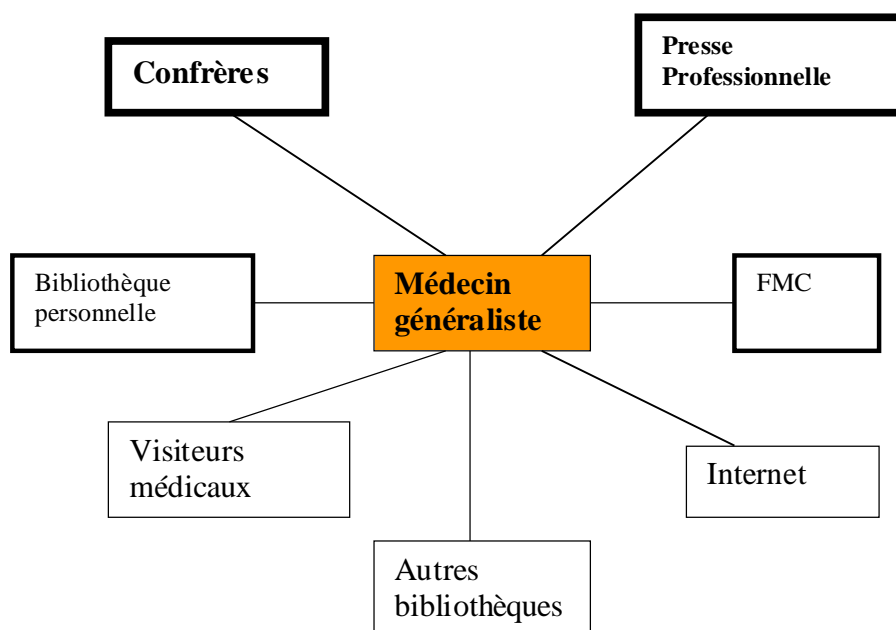 Confrères
Presse
Professionnelle
Bibliothèque
personnelle
Médecin
généraliste
FMC
Visiteurs
médicaux
Internet
Autres
bibliothèques